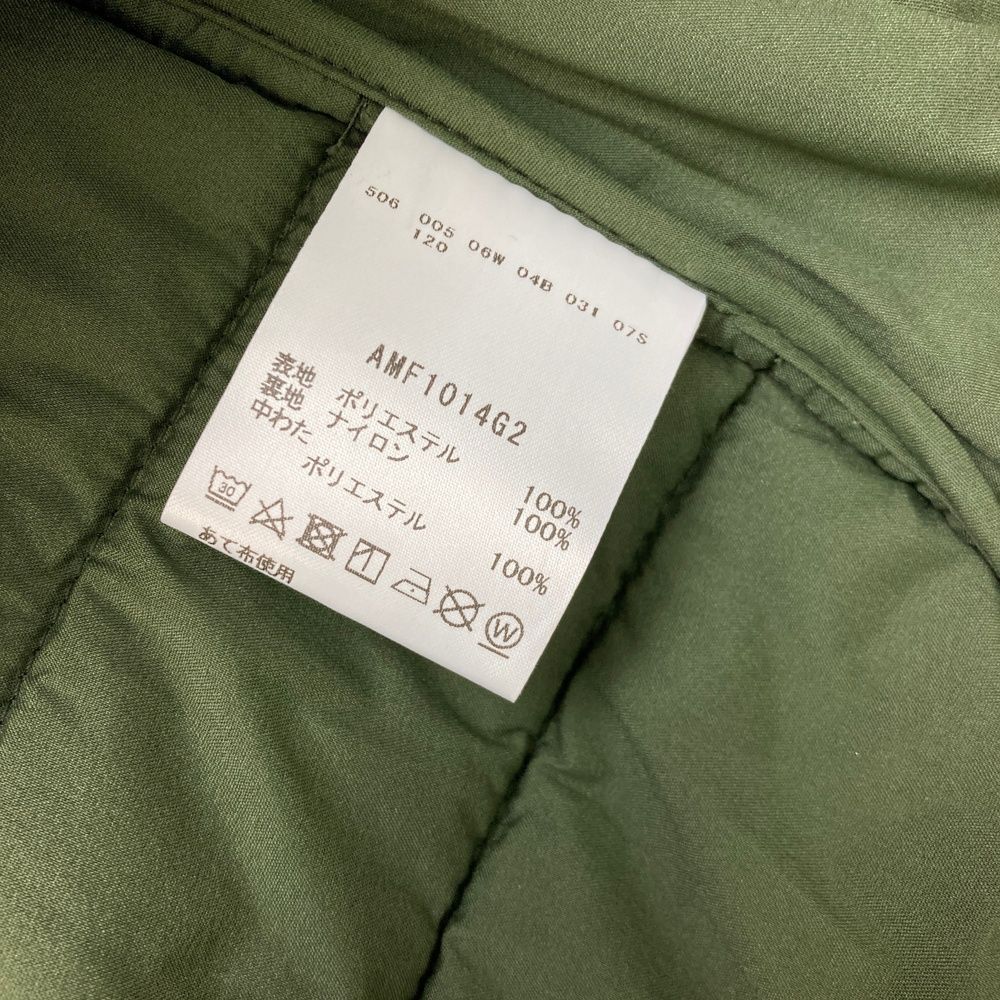 506 005 06W 04B 031 07S
120
AMF1014G2
表地 ポリエステル 100%
裏地 ナイロン 100%
中わた ポリエステル 100%
30
W
あて布使用